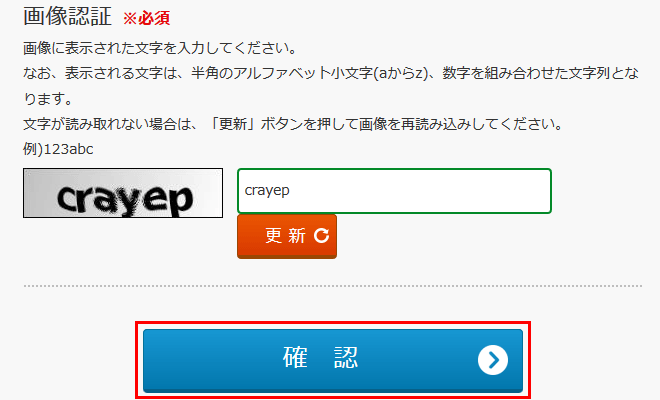 画像認証 ※必須
画像に表示された文字を入力してください。
なお、表示される文字は、半角のアルファベット小文字(aからz)、数字を組み合わせた文字列とな
ります。
文字が読み取れない場合は、「更新」ボタンを押して画像を再読み込みしてください。
例)123abc
crayep crayep
更新
確 認